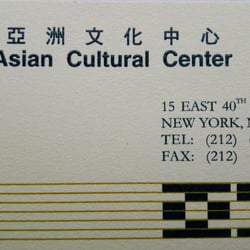 亞洲文化中心
Asian Cultural Center
15 EAST 40TH
NEW YORK,
TEL: (212)
FAX: (212)